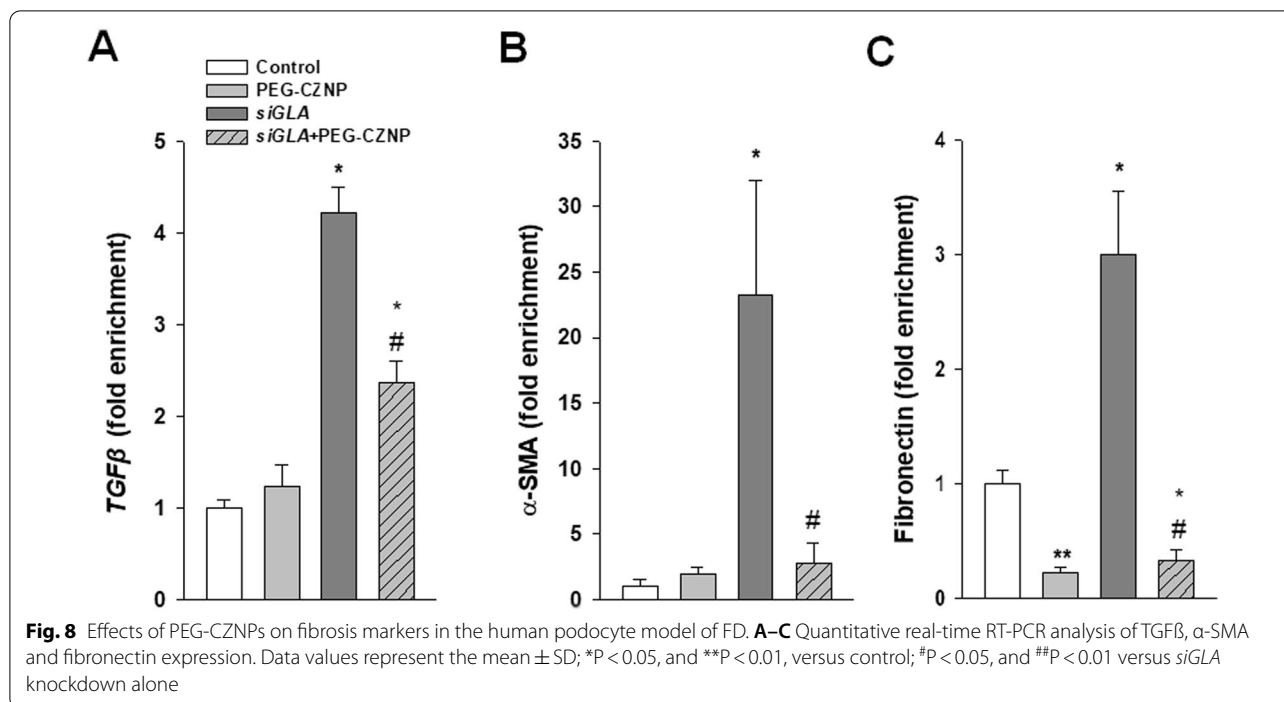 A
B
C
Control
PEG-CZNP
siGLA
siGLA+PEG-CZNP
TGFβ (fold enrichment)
5
4
3
2
1
0
*
*
#
α-SMA (fold enrichment)
35
30
25
20
15
10
5
0
*
#
Fibronectin (fold enrichment)
4
3
2
1
0
**
*
*
#
Fig. 8 Effects of PEG-CZNPs on fibrosis markers in the human podocyte model of FD. A–C Quantitative real-time RT-PCR analysis of TGFß, α-SMA
and fibronectin expression. Data values represent the mean ± SD; *P < 0.05, and **P < 0.01, versus control; #P < 0.05, and ##P < 0.01 versus siGLA
knockdown alone